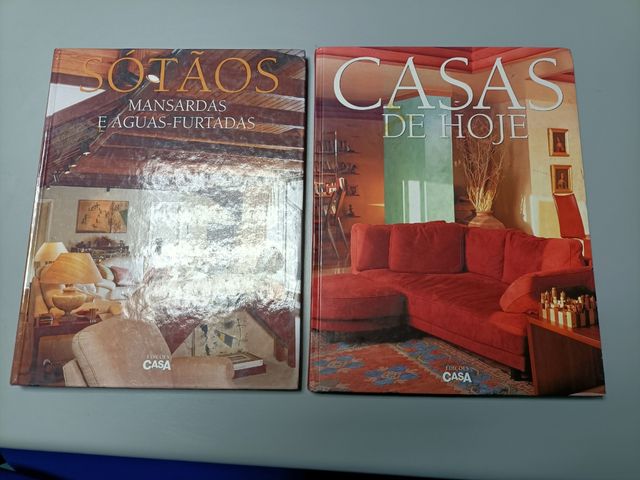 SÓTÃOS
MANSARDAS
E ÁGUAS-FURTADAS
EDIÇÕES
CASA
CASAS
DE HOJE
EDIÇÕES
CASA